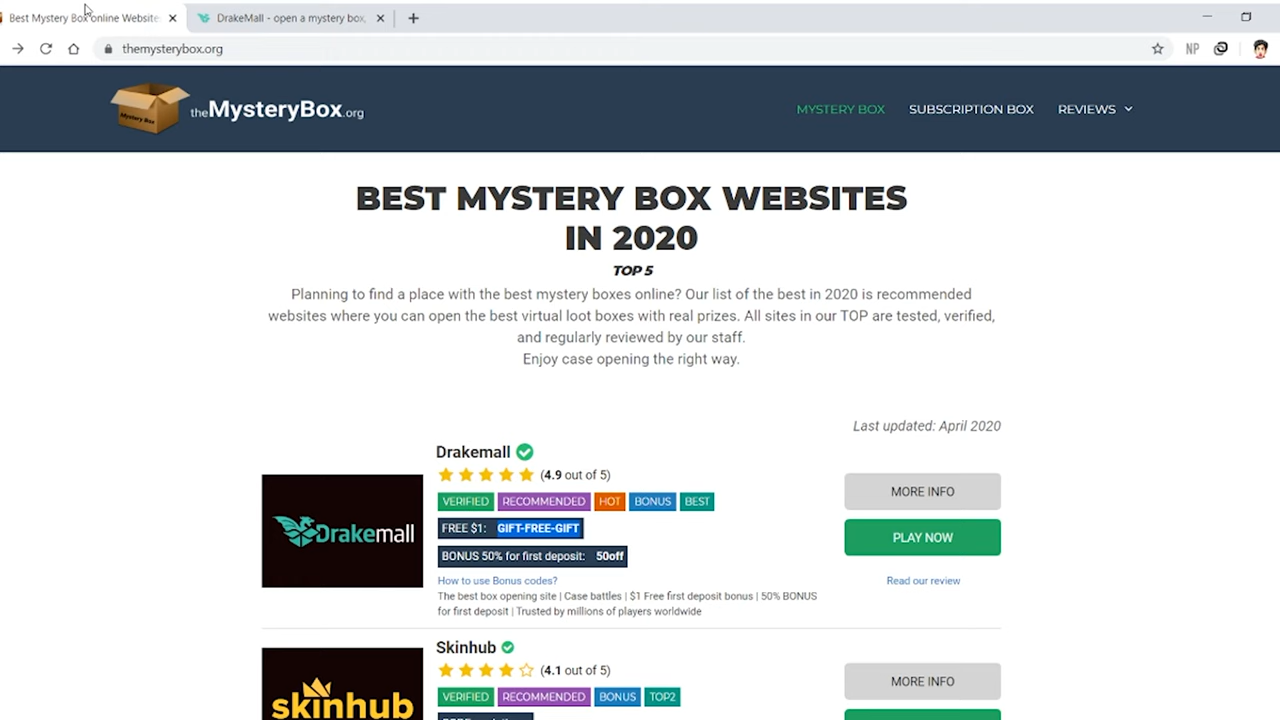 Best Mystery Box online Website
DrakeMall - open a mystery box,
themysterybox.org
NP
Mystery Box
theMysteryBox.org
MYSTERY BOX
SUBSCRIPTION BOX
REVIEWS
BEST MYSTERY BOX WEBSITES
IN 2020
TOP 5
Planning to find a place with the best mystery boxes online? Our list of the best in 2020 is recommended
websites where you can open the best virtual loot boxes with real prizes. All sites in our TOP are tested, verified,
and regularly reviewed by our staff.
Enjoy case opening the right way.
Last updated: April 2020
Drakemall
Drakemall
(4.9 out of 5)
VERIFIED RECOMMENDED HOT BONUS BEST
FREE $1: GIFT-FREE-GIFT
BONUS 50% for first deposit: 50off
How to use Bonus codes?
The best box opening site | Case battles | $1 Free first deposit bonus | 50% BONUS
for first deposit | Trusted by millions of players worldwide
MORE INFO
PLAY NOW
Read our review
skinhub
Skinhub
(4.1 out of 5)
VERIFIED RECOMMENDED BONUS TOP2
MORE INFO